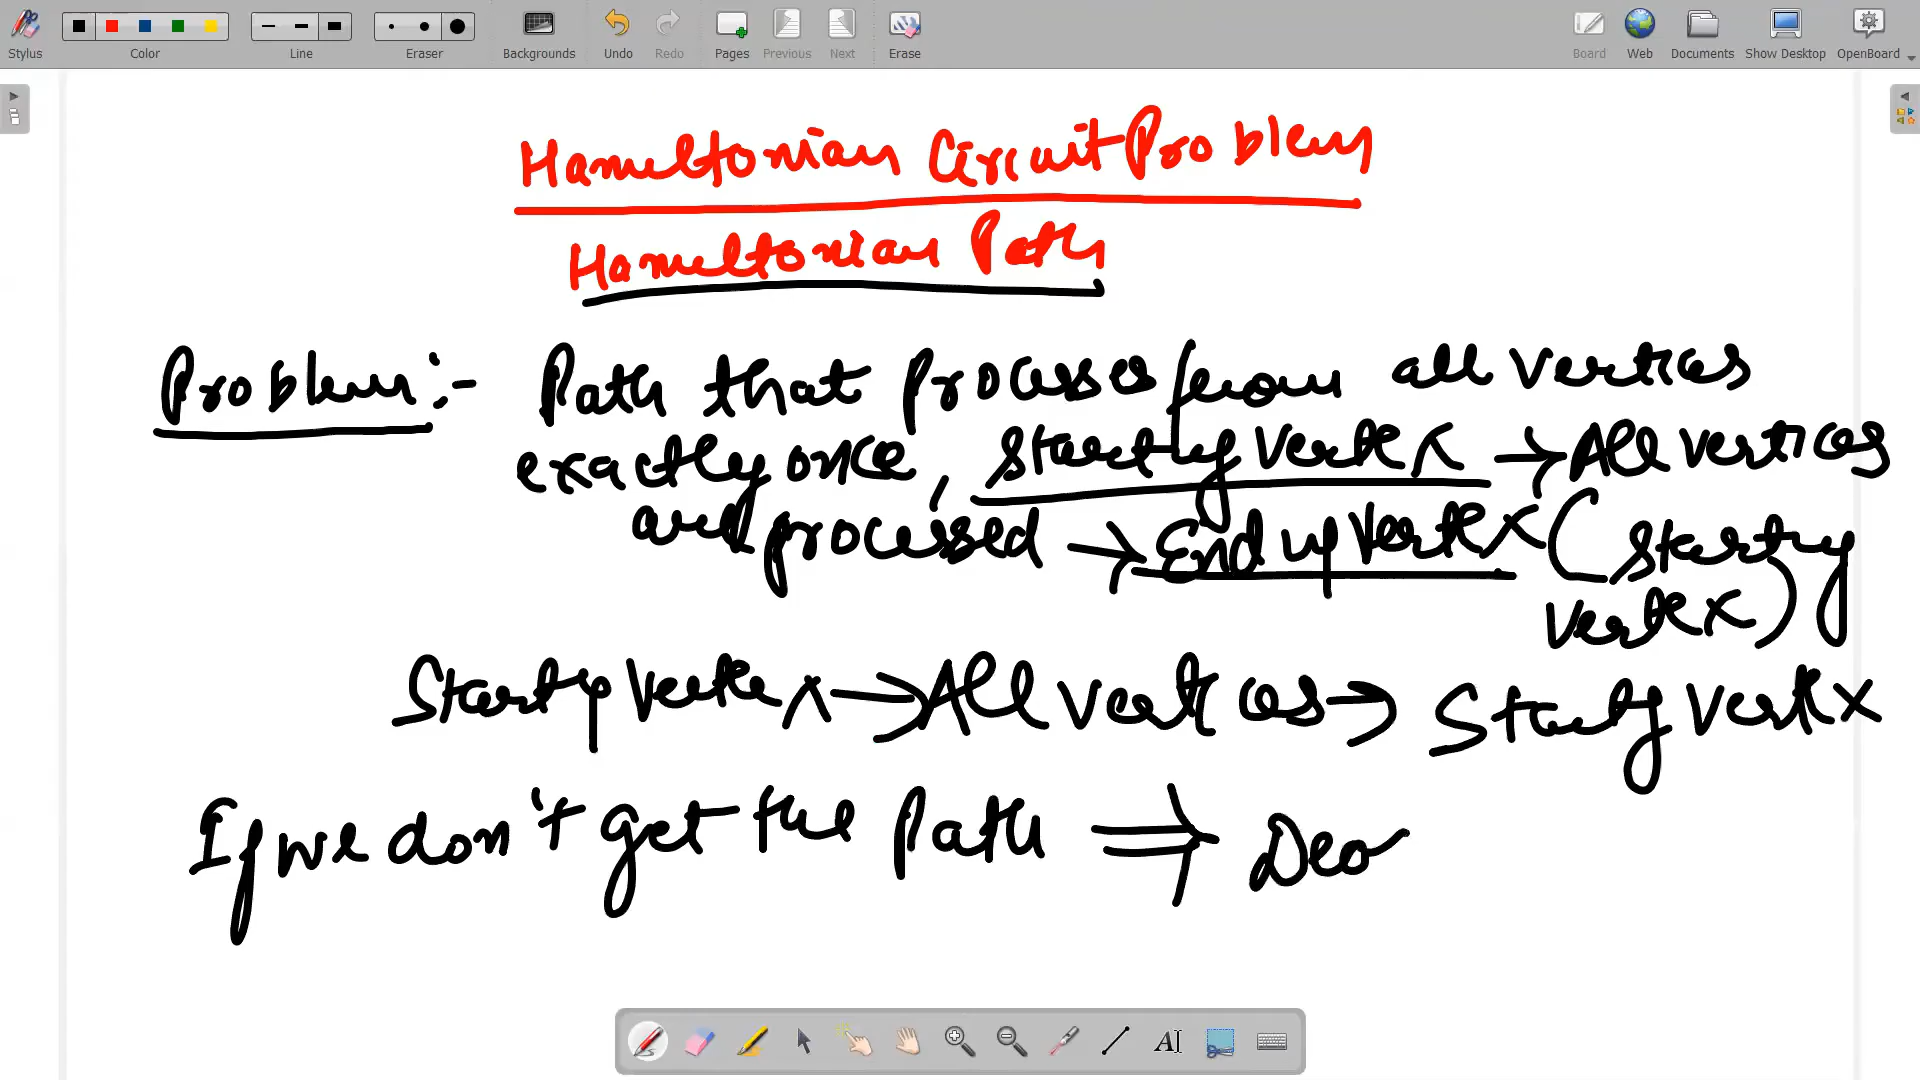 Stylus Color Line Eraser Backgrounds Undo Redo Pages Previous Next Erase Board Web Documents Show Desktop OpenBoard
Hamiltonian Circuit Problem
Hamiltonian Path
Problem:- Path that processes from all vertices
exactly once, Starting Vertex → All vertices
are processed → End up Vertex (Starting
Vertex)
Starting Vertex → All vertices → Starting Vertex
If we don't get the Path ⇒ Dea